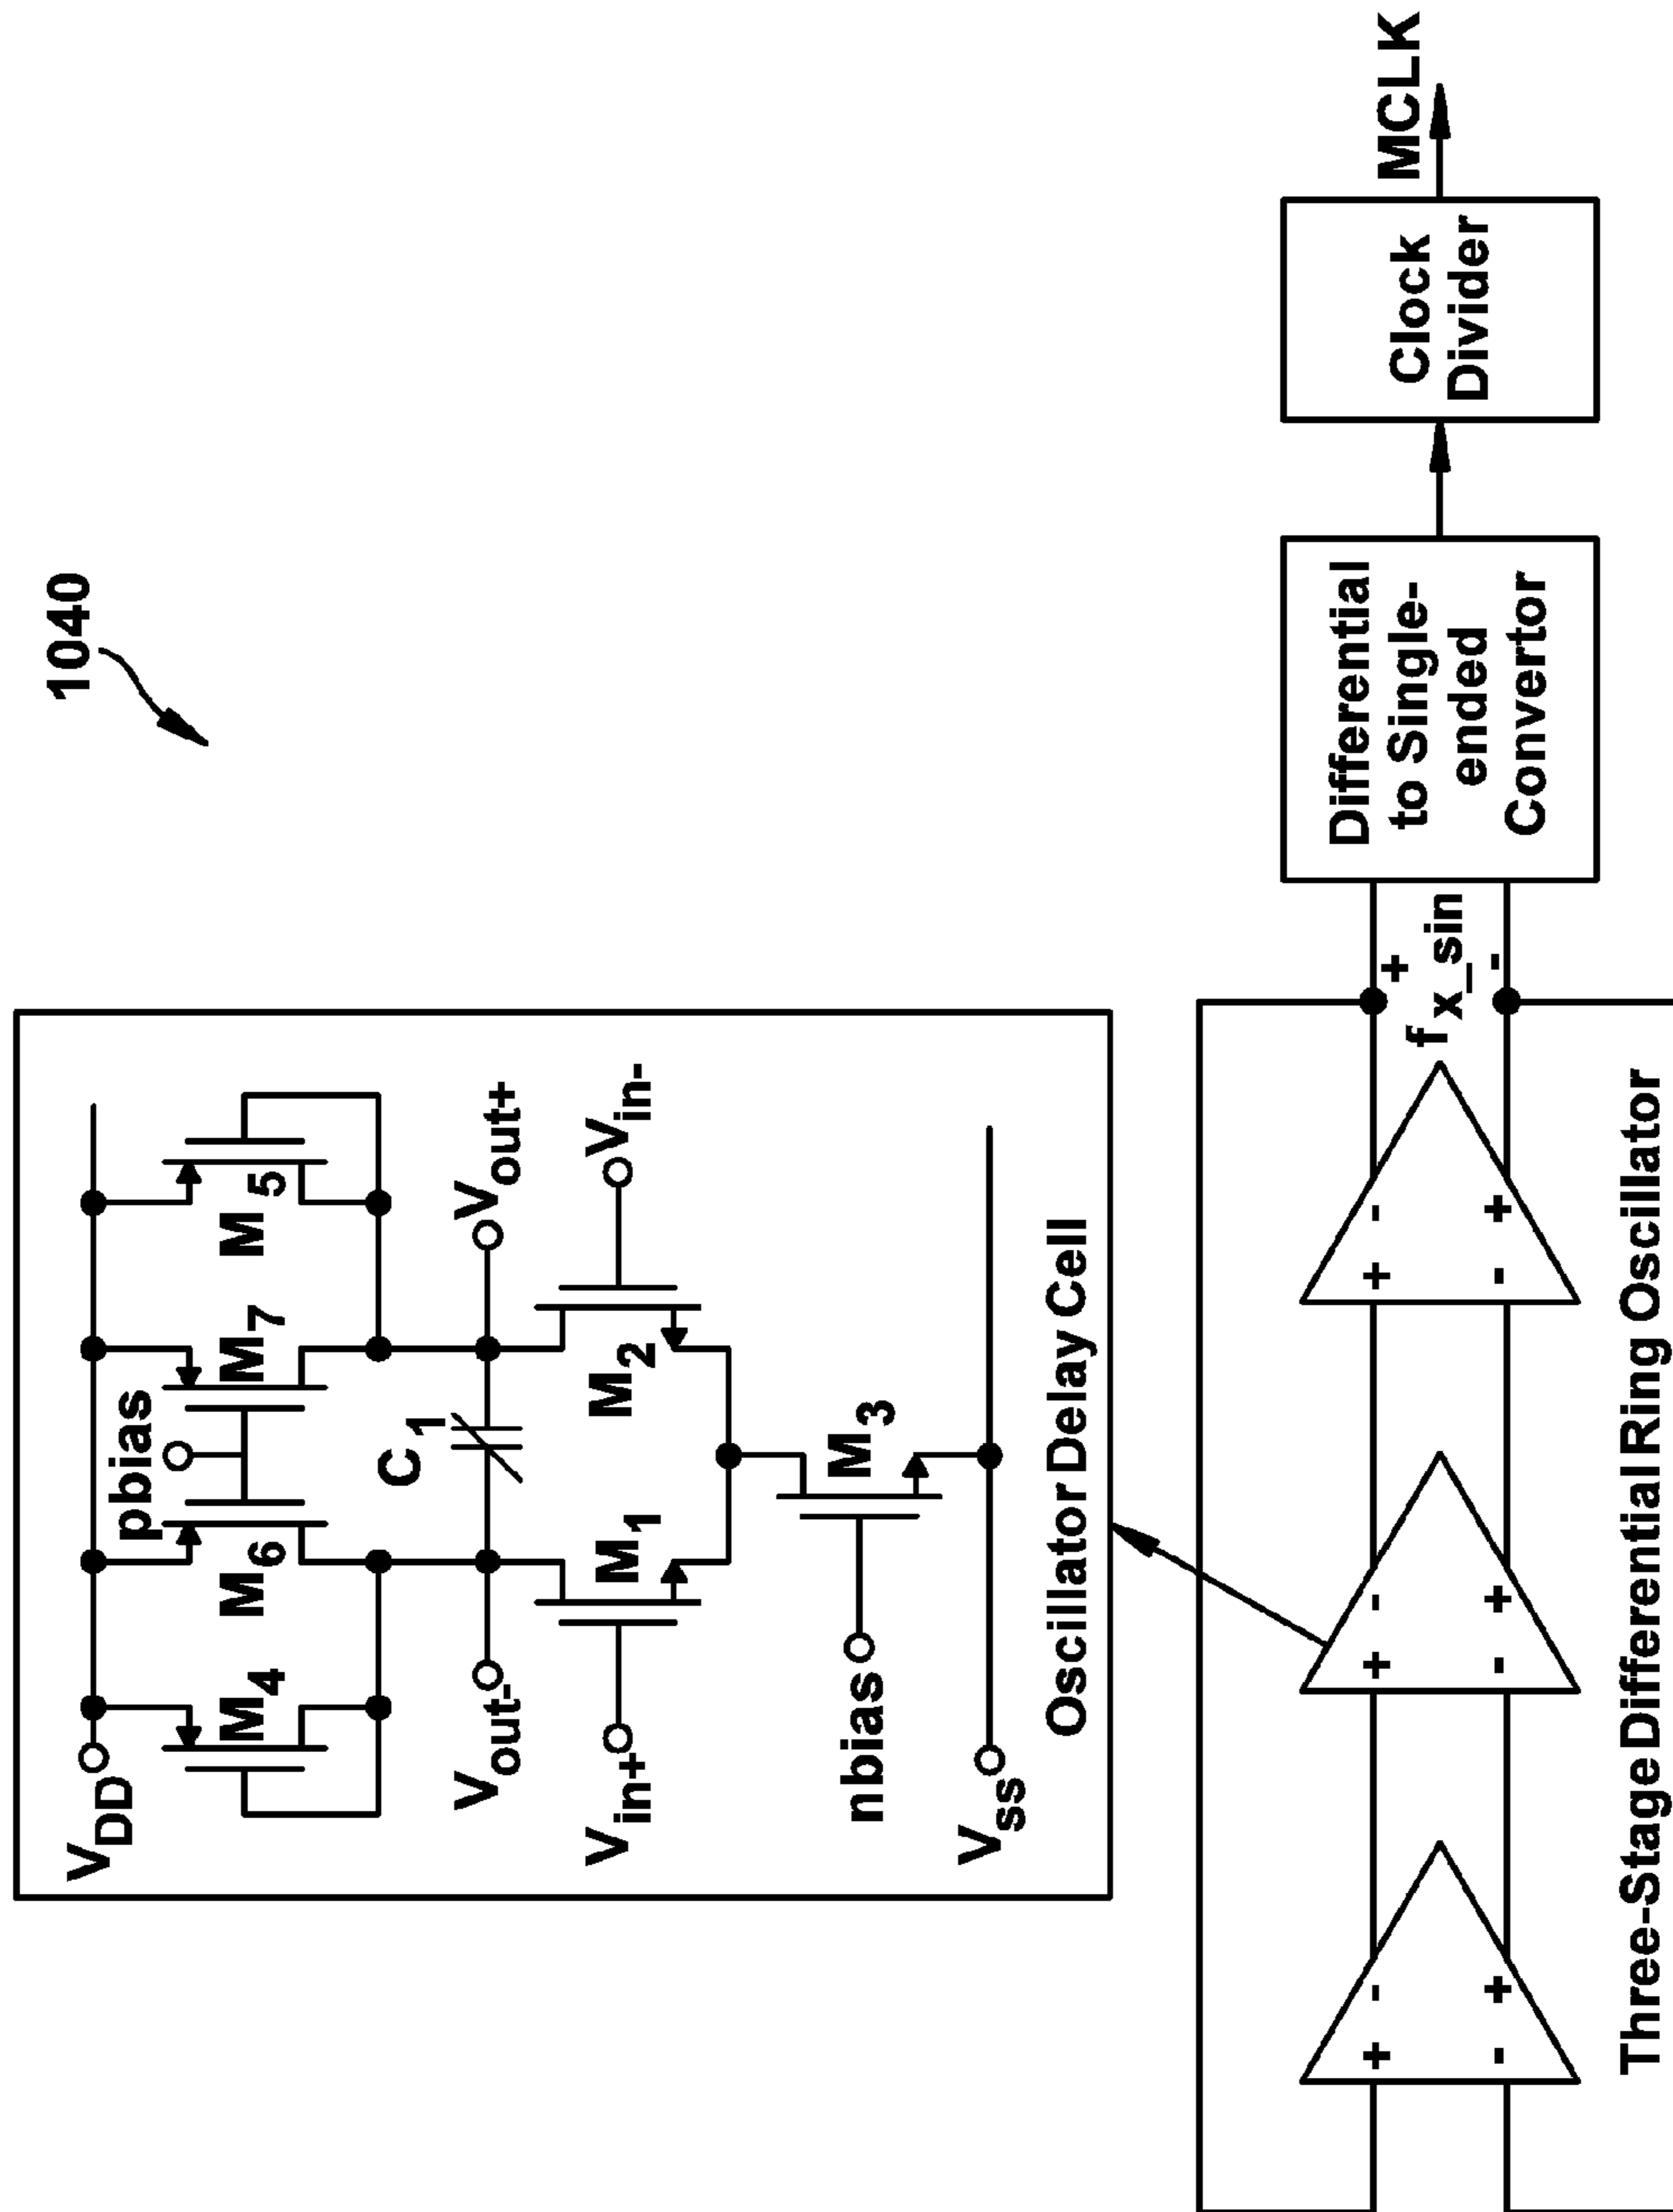 1040
VDD
pbias
M4
M6
M7
M5
C1
Vout-
Vout+
Vin+
M1
M2
Vin-
nbias
M3
Vss
Oscillator Delay Cell
+ - + - + - +
- + - + - + -
fx_sin
Differential
to Single-
ended
Convertor
Clock
Divider
MCLK
Three-Stage Differential Ring Oscillator